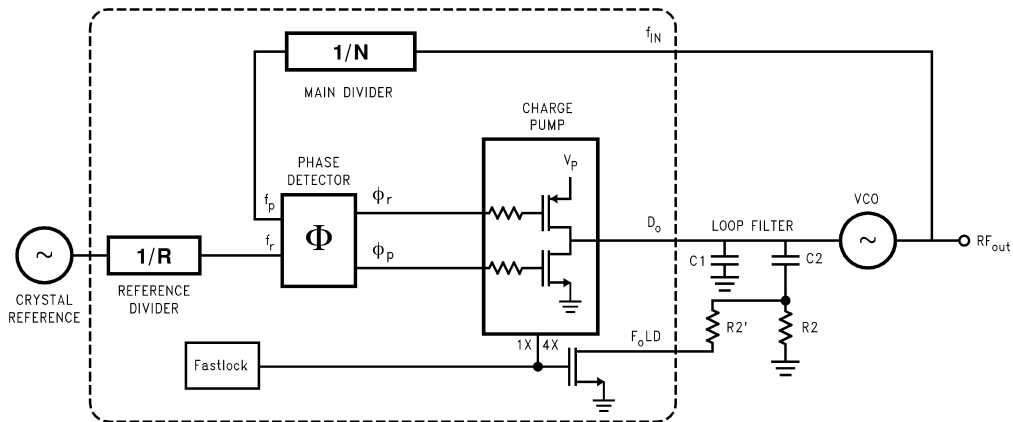 f_IN
1/N
MAIN DIVIDER
CHARGE
PUMP
V_P
PHASE
DETECTOR
f_p
f_r
Φ
ϕ_r
ϕ_p
D_o
LOOP FILTER
VCO
~
RF_out
C1
C2
~
1/R
CRYSTAL
REFERENCE
REFERENCE
DIVIDER
1X 4X
F_oLD
R2'
R2
Fastlock